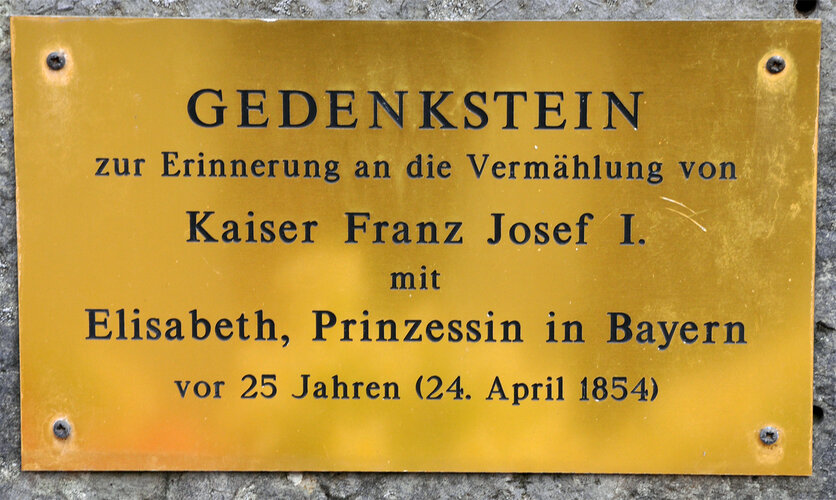 GEDENKSTEIN
zur Erinnerung an die Vermählung von
Kaiser Franz Josef I.
mit
Elisabeth, Prinzessin in Bayern
vor 25 Jahren (24. April 1854)